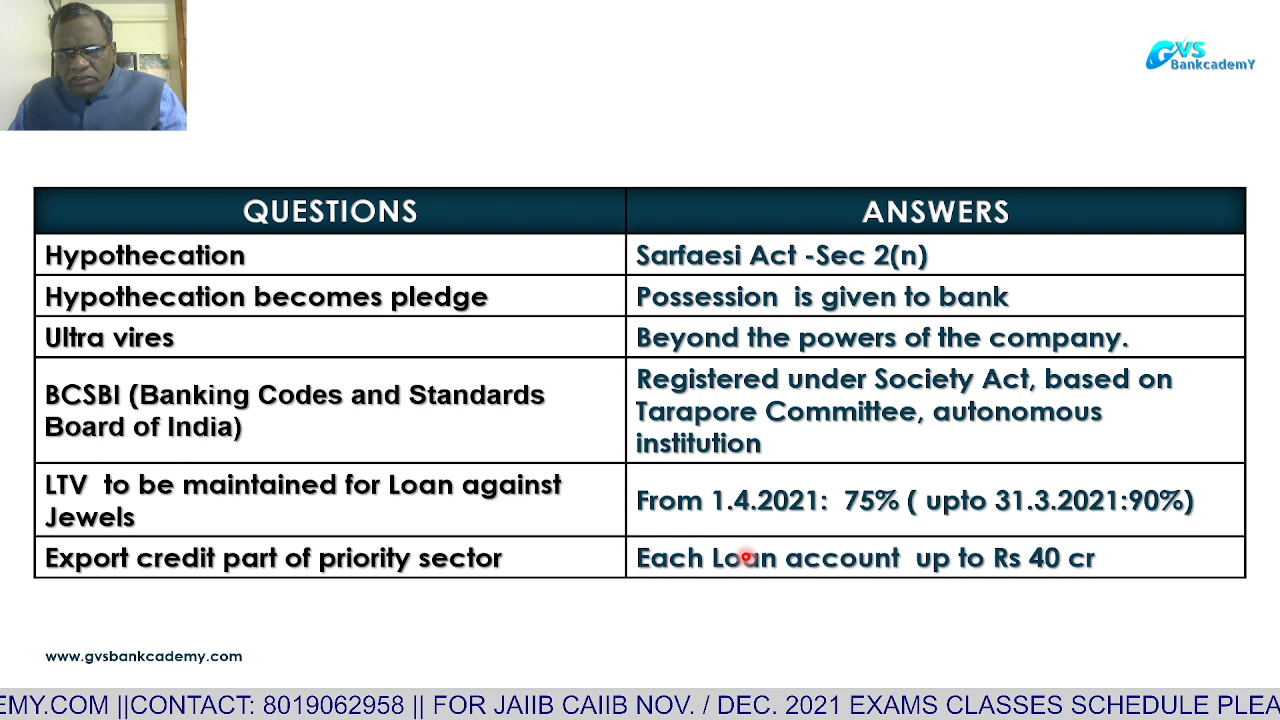 GVS
BankcademY
QUESTIONS
ANSWERS
Hypothecation
Sarfaesi Act -Sec 2(n)
Hypothecation becomes pledge
Possession is given to bank
Ultra vires
Beyond the powers of the company.
BCSBI (Banking Codes and Standards
Board of India)
Registered under Society Act, based on
Tarapore Committee, autonomous
institution
LTV to be maintained for Loan against
Jewels
From 1.4.2021: 75% ( upto 31.3.2021:90%)
Export credit part of priority sector
Each Loan account up to Rs 40 cr
www.gvsbankcademy.com
EMY.COM ||CONTACT: 8019062958 || FOR JAIIB CAIIB NOV. / DEC. 2021 EXAMS CLASSES SCHEDULE PLEA